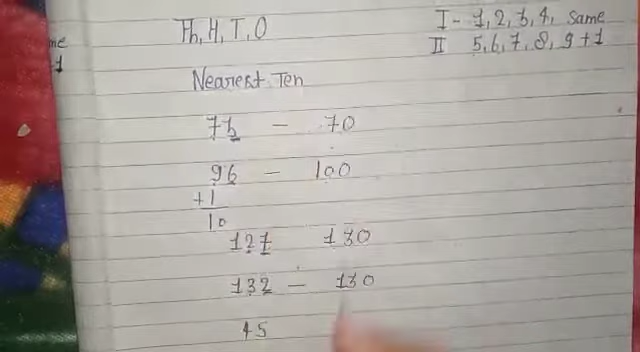 Th, H, T, O
I - 1, 2, 3, 4, same
II 5, 6, 7, 8, 9 +1
Nearest Ten
73 - 70
96 - 100
+1
10
127 130
132 - 130
45